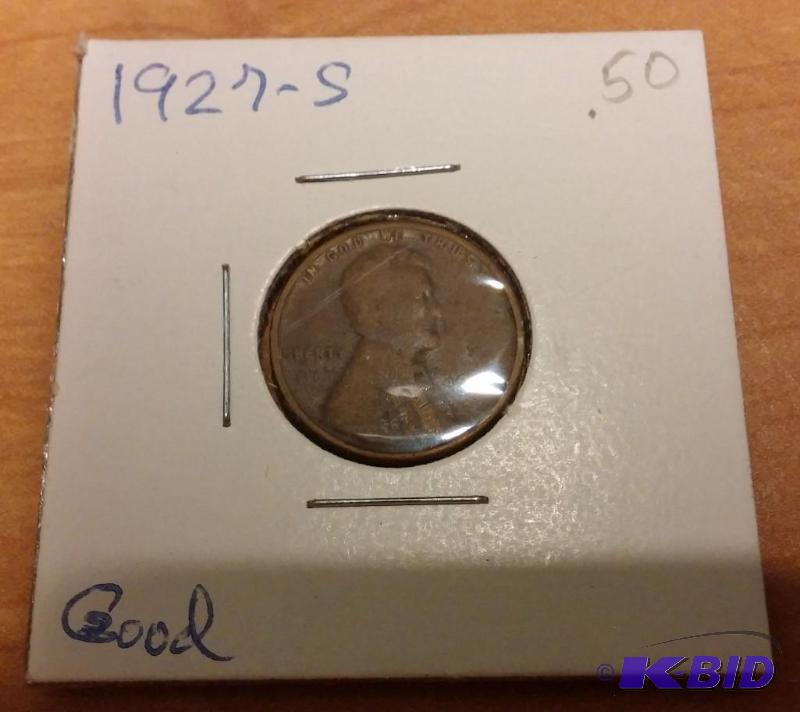 1927-S
.50
IN GOD WE TRUST
LIBERTY
Good
© K-BID